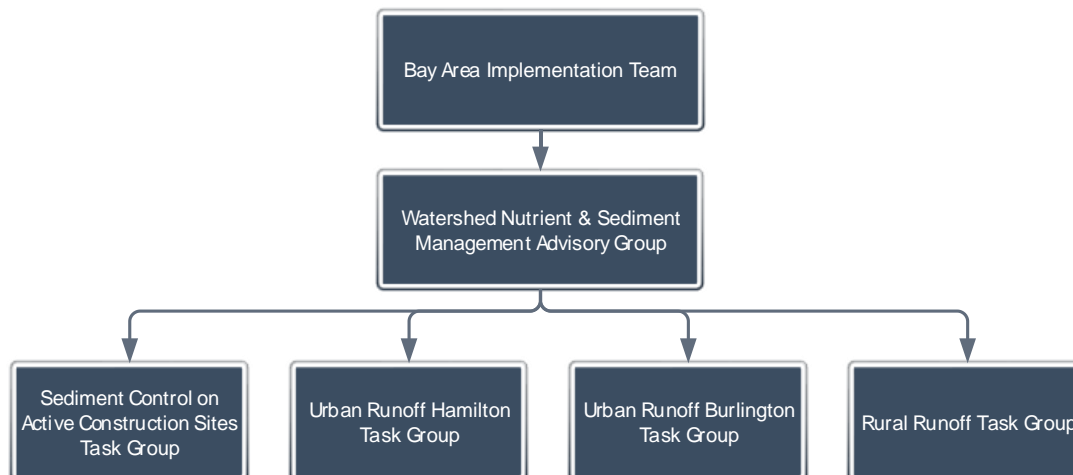 Bay Area Implementation Team
Watershed Nutrient & Sediment
Management Advisory Group
Sediment Control on
Active Construction Sites
Task Group
Urban Runoff Hamilton
Task Group
Urban Runoff Burlington
Task Group
Rural Runoff Task Group